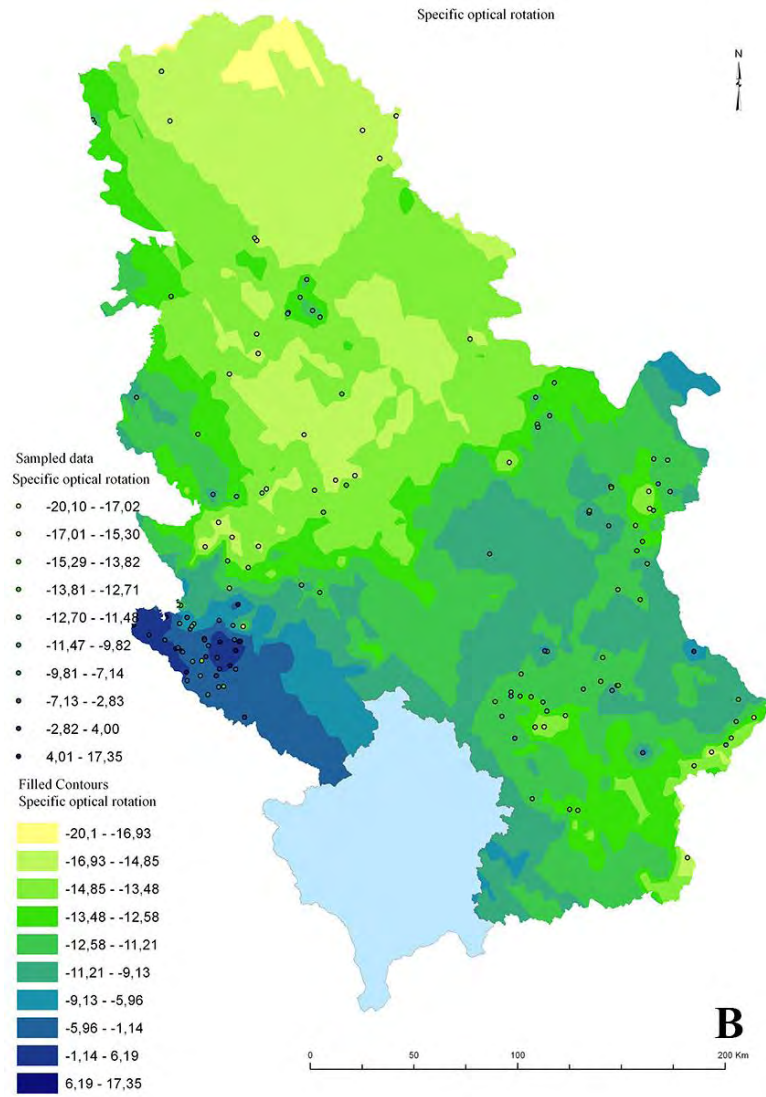 Specific optical rotation
N
Sampled data
Specific optical rotation
-20,10 - -17,02
-17,01 - -15,30
-15,29 - -13,82
-13,81 - -12,71
-12,70 - -11,48
-11,47 - -9,82
-9,81 - -7,14
-7,13 - -2,83
-2,82 - 4,00
4,01 - 17,35
Filled Contours
Specific optical rotation
-20,1 - -16,93
-16,93 - -14,85
-14,85 - -13,48
-13,48 - -12,58
-12,58 - -11,21
-11,21 - -9,13
-9,13 - -5,96
-5,96 - -1,14
-1,14 - 6,19
6,19 - 17,35
B
0 50 100 200 Km